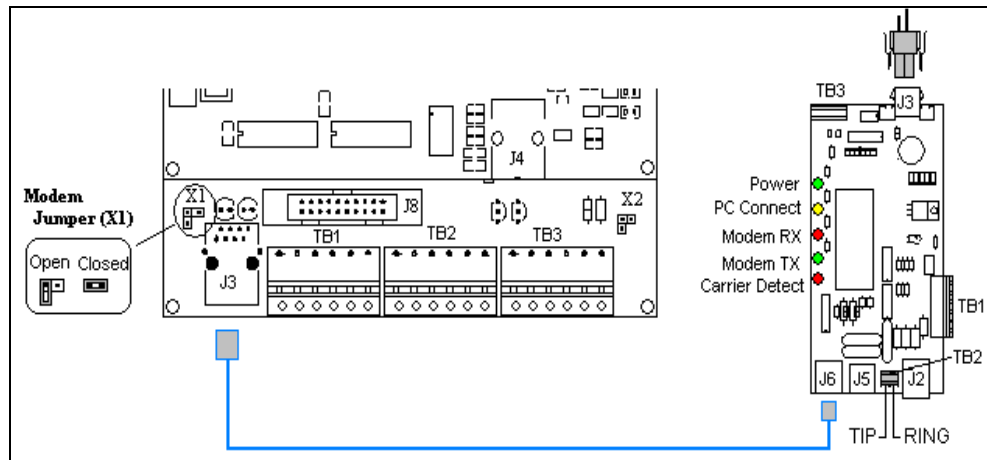 Modem
Jumper (X1)
Open Closed
X1
J3
J8
J4
X2
TB1
TB2
TB3
TB3
J3
Power
PC Connect
Modem RX
Modem TX
Carrier Detect
TB1
TB2
J6
J5
J2
TIP
RING